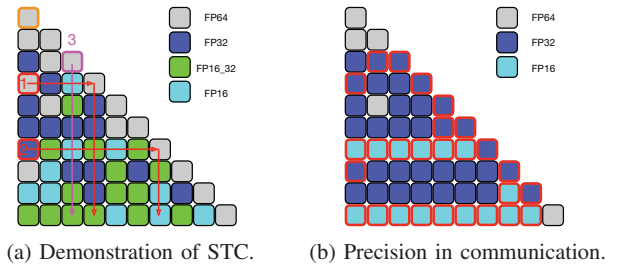 FP64
FP32
FP16_32
FP16
3
1
2
(a) Demonstration of STC.
FP64
FP32
FP16
(b) Precision in communication.